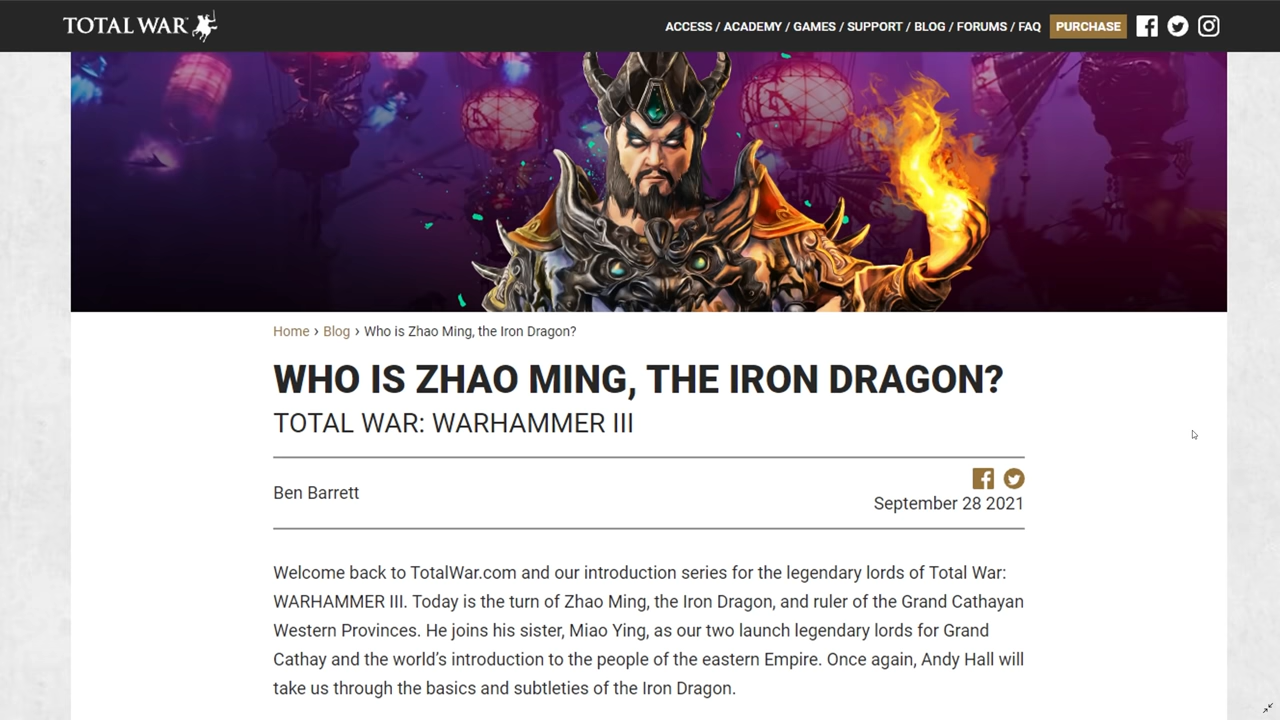 TOTAL WAR
ACCESS / ACADEMY / GAMES / SUPPORT / BLOG / FORUMS / FAQ PURCHASE
Home › Blog › Who is Zhao Ming, the Iron Dragon?
WHO IS ZHAO MING, THE IRON DRAGON?
TOTAL WAR: WARHAMMER III
Ben Barrett
September 28 2021
Welcome back to TotalWar.com and our introduction series for the legendary lords of Total War:
WARHAMMER III. Today is the turn of Zhao Ming, the Iron Dragon, and ruler of the Grand Cathayan
Western Provinces. He joins his sister, Miao Ying, as our two launch legendary lords for Grand
Cathay and the world’s introduction to the people of the eastern Empire. Once again, Andy Hall will
take us through the basics and subtleties of the Iron Dragon.